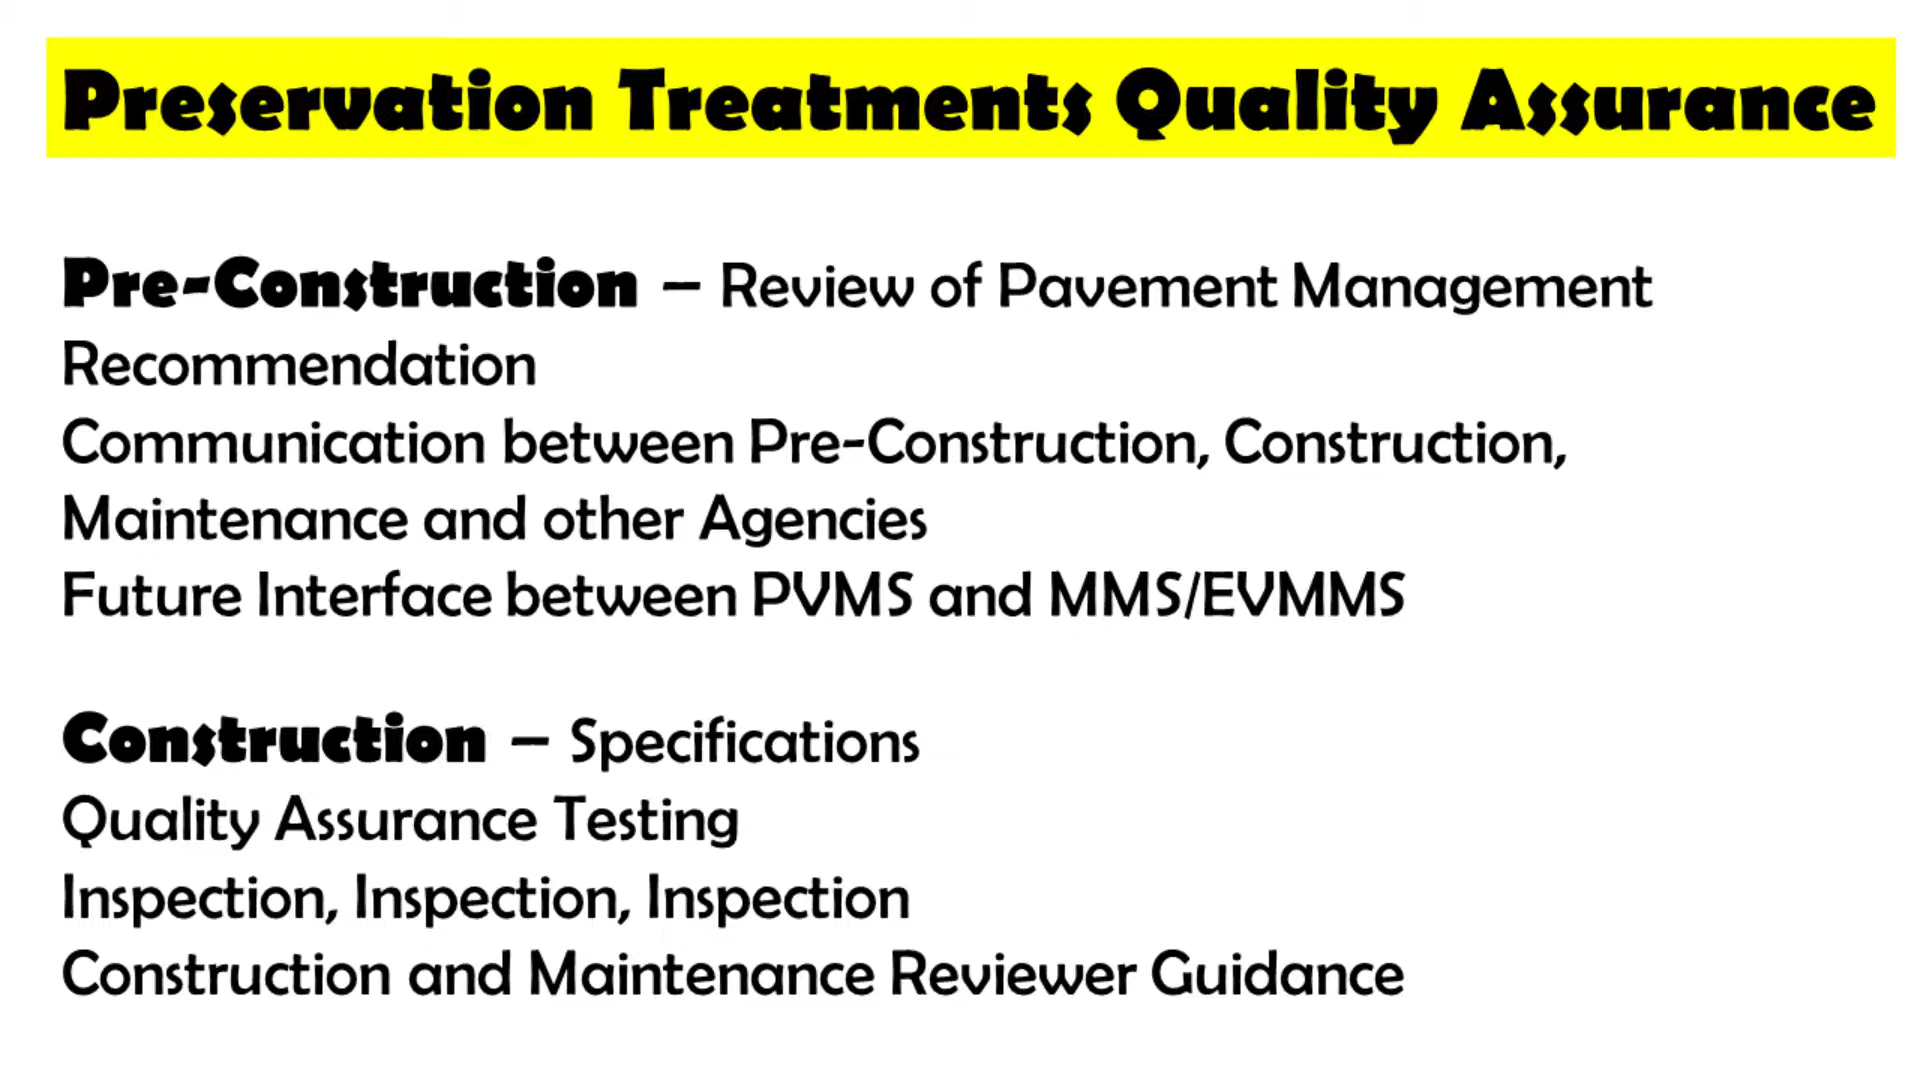 Preservation Treatments Quality Assurance
Pre-Construction – Review of Pavement Management
Recommendation
Communication between Pre-Construction, Construction,
Maintenance and other Agencies
Future Interface between PVMS and MMS/EVMMS
Construction – Specifications
Quality Assurance Testing
Inspection, Inspection, Inspection
Construction and Maintenance Reviewer Guidance